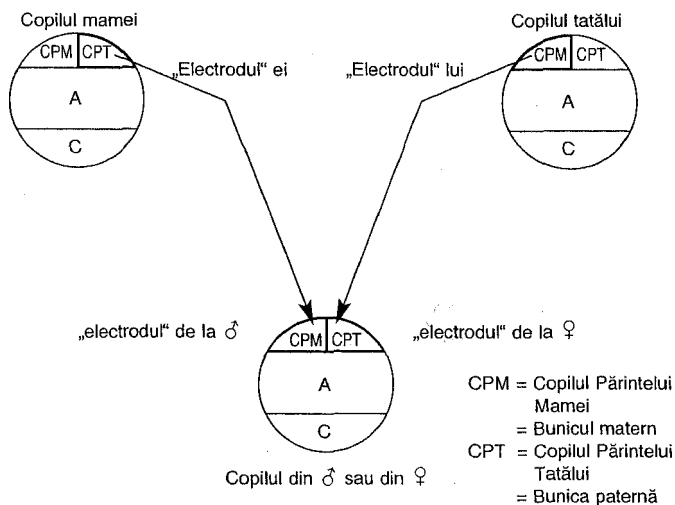 Copilul mamei
Copilul tatălui
CPM CPT
A
C
„Electrodul“ ei
„Electrodul“ lui
CPM CPT
A
C
„electrodul“ de la ♂
CPM CPT
A
C
„electrodul“ de la ♀
Copilul din ♂ sau din ♀
CPM = Copilul Părintelui
Mamei
= Bunicul matern
CPT = Copilul Părintelui
Tatălui
= Bunica paternă